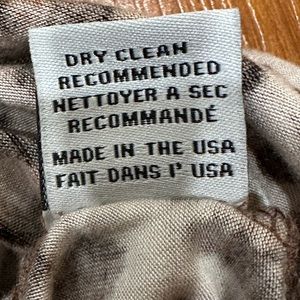 DRY CLEAN
RECOMMENDED
NETTOYER A SEC
RECOMMANDÉ
MADE IN THE USA
FAIT DANS I' USA